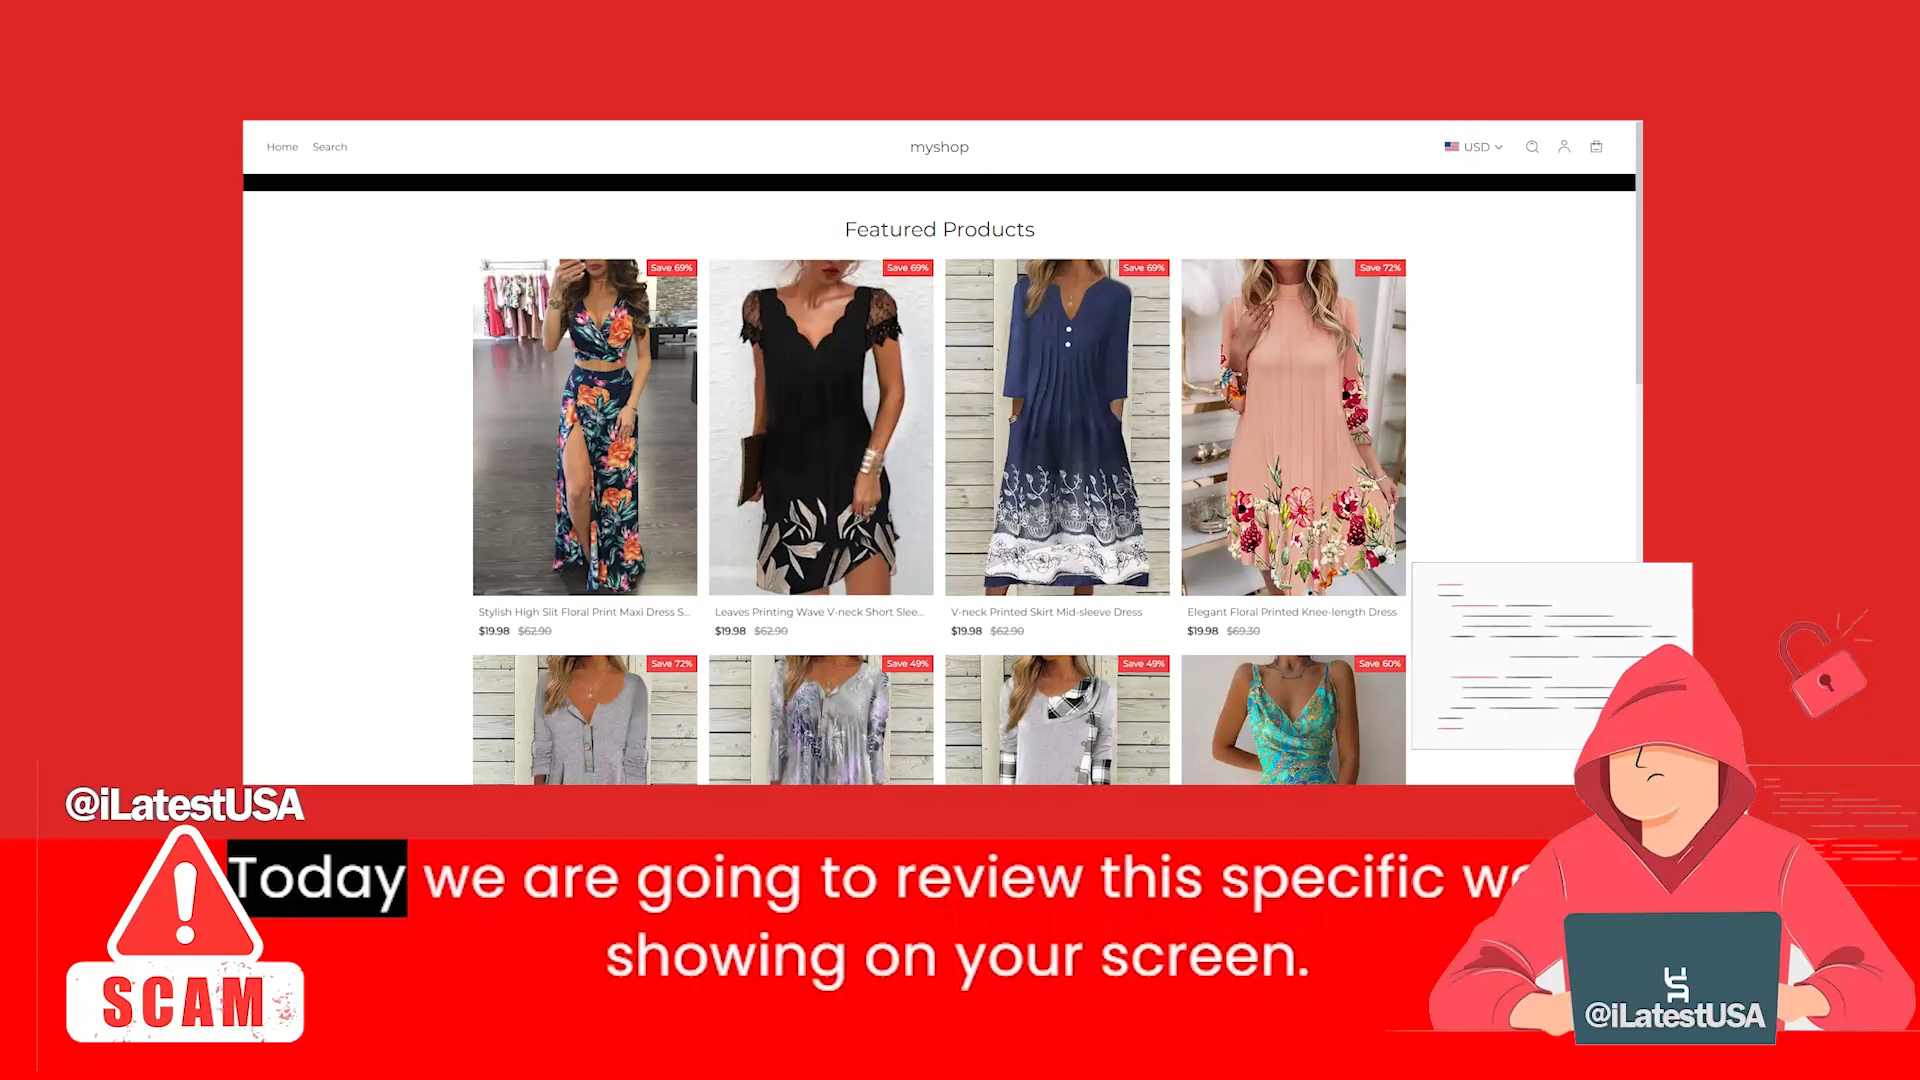 Home Search myshop USD
Featured Products
Save 69% Save 69% Save 69% Save 72%
Stylish High Slit Floral Print Maxi Dress S... Leaves Printing Wave V-neck Short Slee... V-neck Printed Skirt Mid-sleeve Dress Elegant Floral Printed Knee-length Dress
$19.98 $62.90 $19.98 $62.90 $19.98 $62.90 $19.98 $69.30
Save 72% Save 49% Save 49% Save 60%
@iLatestUSA
Today we are going to review this specific
showing on your screen.
SCAM
USA
@iLatestUSA